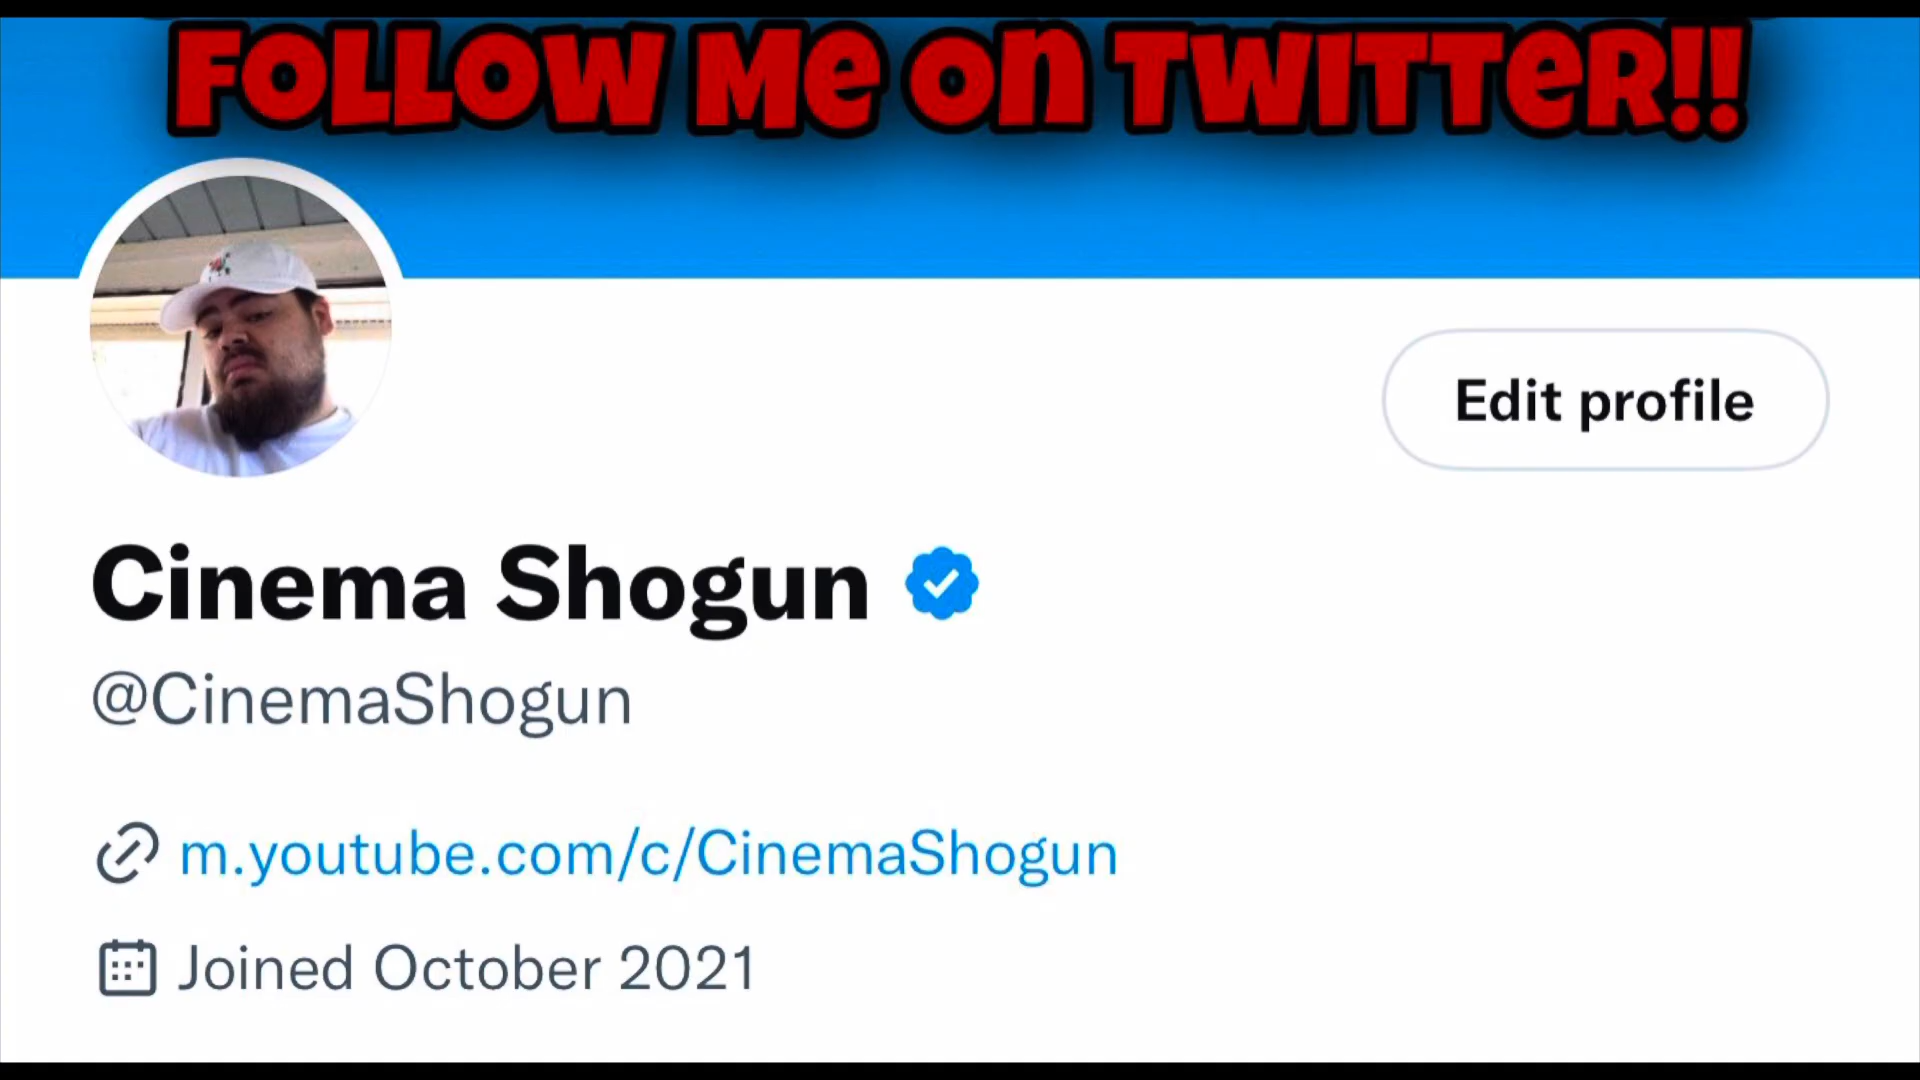 FOLLOW Me on TWITTeR!!
Edit profile
Cinema Shogun
@CinemaShogun
m.youtube.com/c/CinemaShogun
Joined October 2021